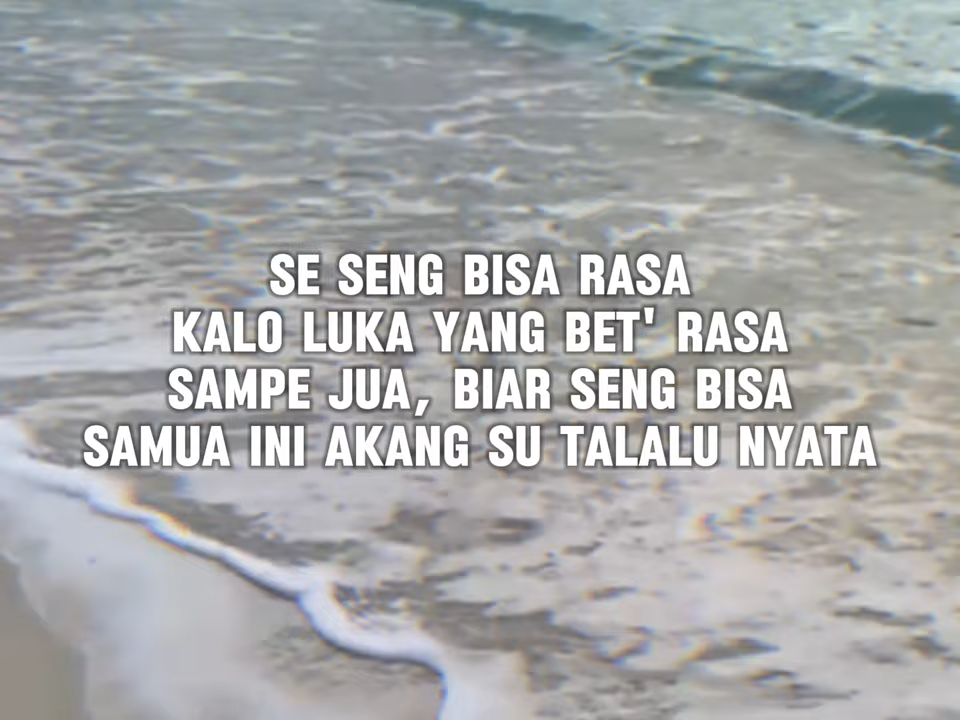 SE SENG BISA RASA
KALO LUKA YANG BET' RASA
SAMPE JUA, BIAR SENG BISA
SAMUA INI AKANG SU TALALU NYATA